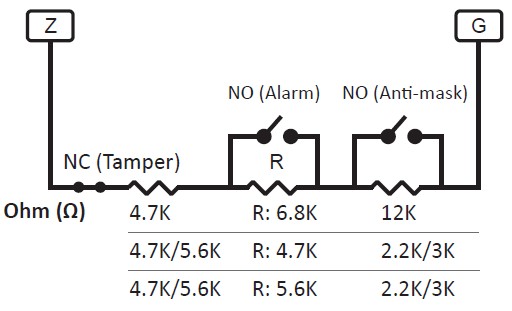 Z G
NO (Alarm) NO (Anti-mask)
NC (Tamper) R
Ohm (Ω) 4.7K R: 6.8K 12K
4.7K/5.6K R: 4.7K 2.2K/3K
4.7K/5.6K R: 5.6K 2.2K/3K